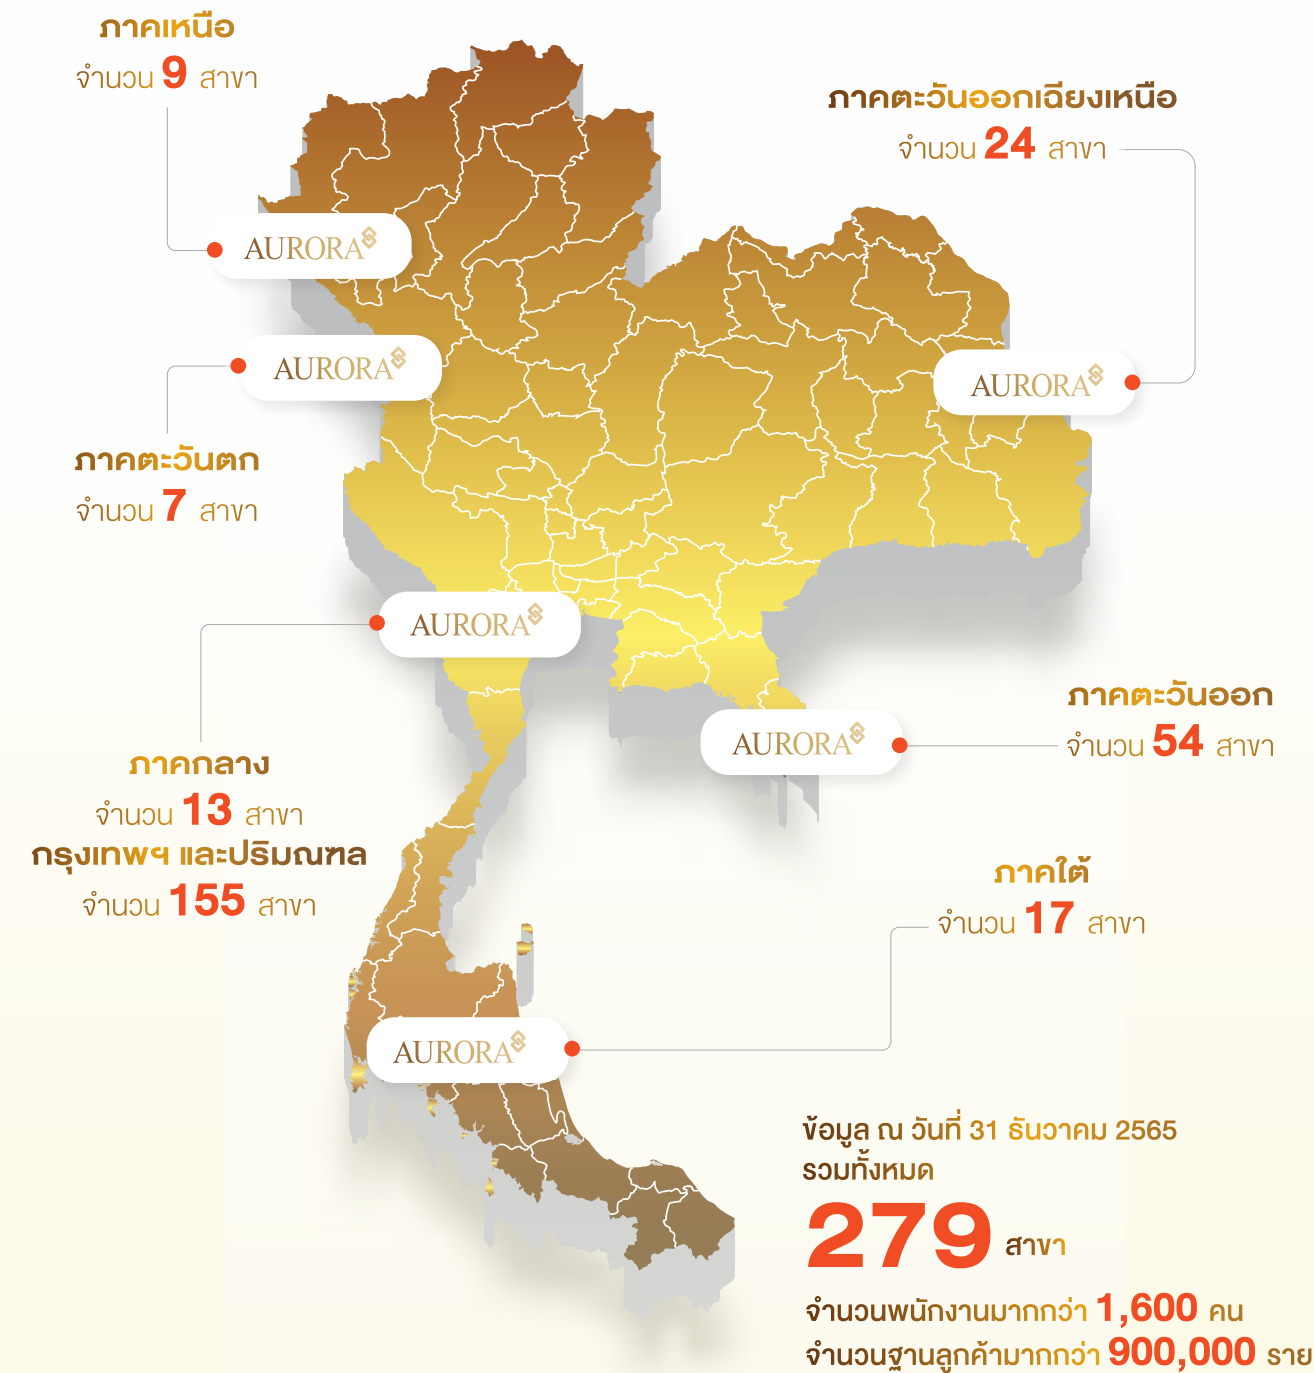 ภาคเหนือ
จำนวน 9 สาขา
ภาคตะวันออกเฉียงเหนือ
จำนวน 24 สาขา
AURORA
AURORA
AURORA
ภาคตะวันตก
จำนวน 7 สาขา
AURORA
ภาคตะวันออก
จำนวน 54 สาขา
AURORA
ภาคกลาง
จำนวน 13 สาขา
กรุงเทพฯ และปริมณฑล
จำนวน 155 สาขา
ภาคใต้
จำนวน 17 สาขา
AURORA
ข้อมูล ณ วันที่ 31 ธันวาคม 2565
รวมทั้งหมด
279 สาขา
จำนวนพนักงานมากกว่า 1,600 คน
จำนวนฐานลูกค้ามากกว่า 900,000 ราย